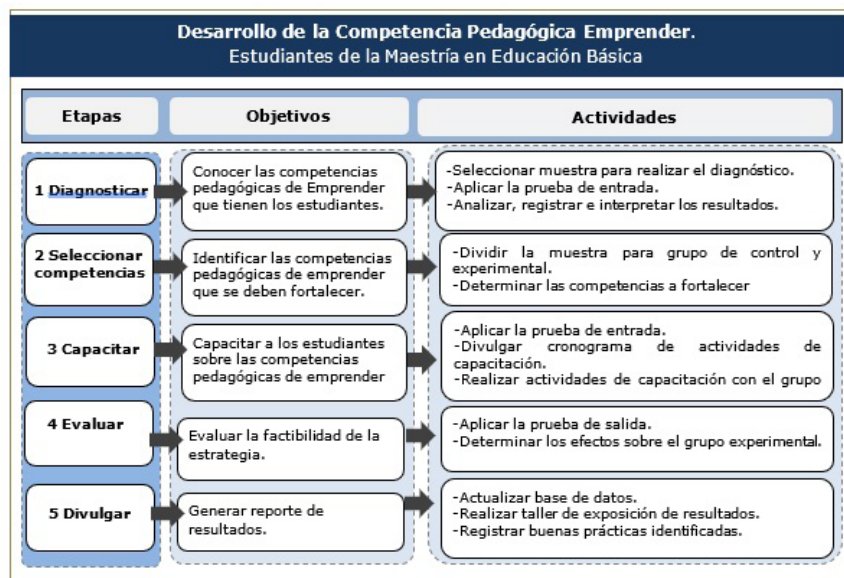 Desarrollo de la Competencia Pedagógica Emprender.
Estudiantes de la Maestría en Educación Básica
Etapas
Objetivos
Actividades
1 Diagnosticar
Conocer las competencias
pedagógicas de Emprender
que tienen los estudiantes.
-Seleccionar muestra para realizar el diagnóstico.
-Aplicar la prueba de entrada.
-Analizar, registrar e interpretar los resultados.
2 Seleccionar
competencias
Identificar las competencias
pedagógicas de emprender
que se deben fortalecer.
-Dividir la muestra para grupo de control y
experimental.
-Determinar las competencias a fortalecer
3 Capacitar
Capacitar a los estudiantes
sobre las competencias
pedagógicas de emprender
-Aplicar la prueba de entrada.
-Divulgar cronograma de actividades de
capacitación.
-Realizar actividades de capacitación con el grupo
4 Evaluar
Evaluar la factibilidad de la
estrategia.
-Aplicar la prueba de salida.
-Determinar los efectos sobre el grupo experimental.
5 Divulgar
Generar reporte de
resultados.
-Actualizar base de datos.
-Realizar taller de exposición de resultados.
-Registrar buenas prácticas identificadas.